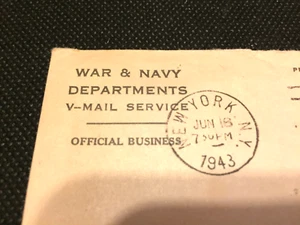 WAR & NAVY
DEPARTMENTS
V-MAIL SERVICE
OFFICIAL BUSINESS
NEW YORK, N.Y.
JUN 18
7 30 PM
1943